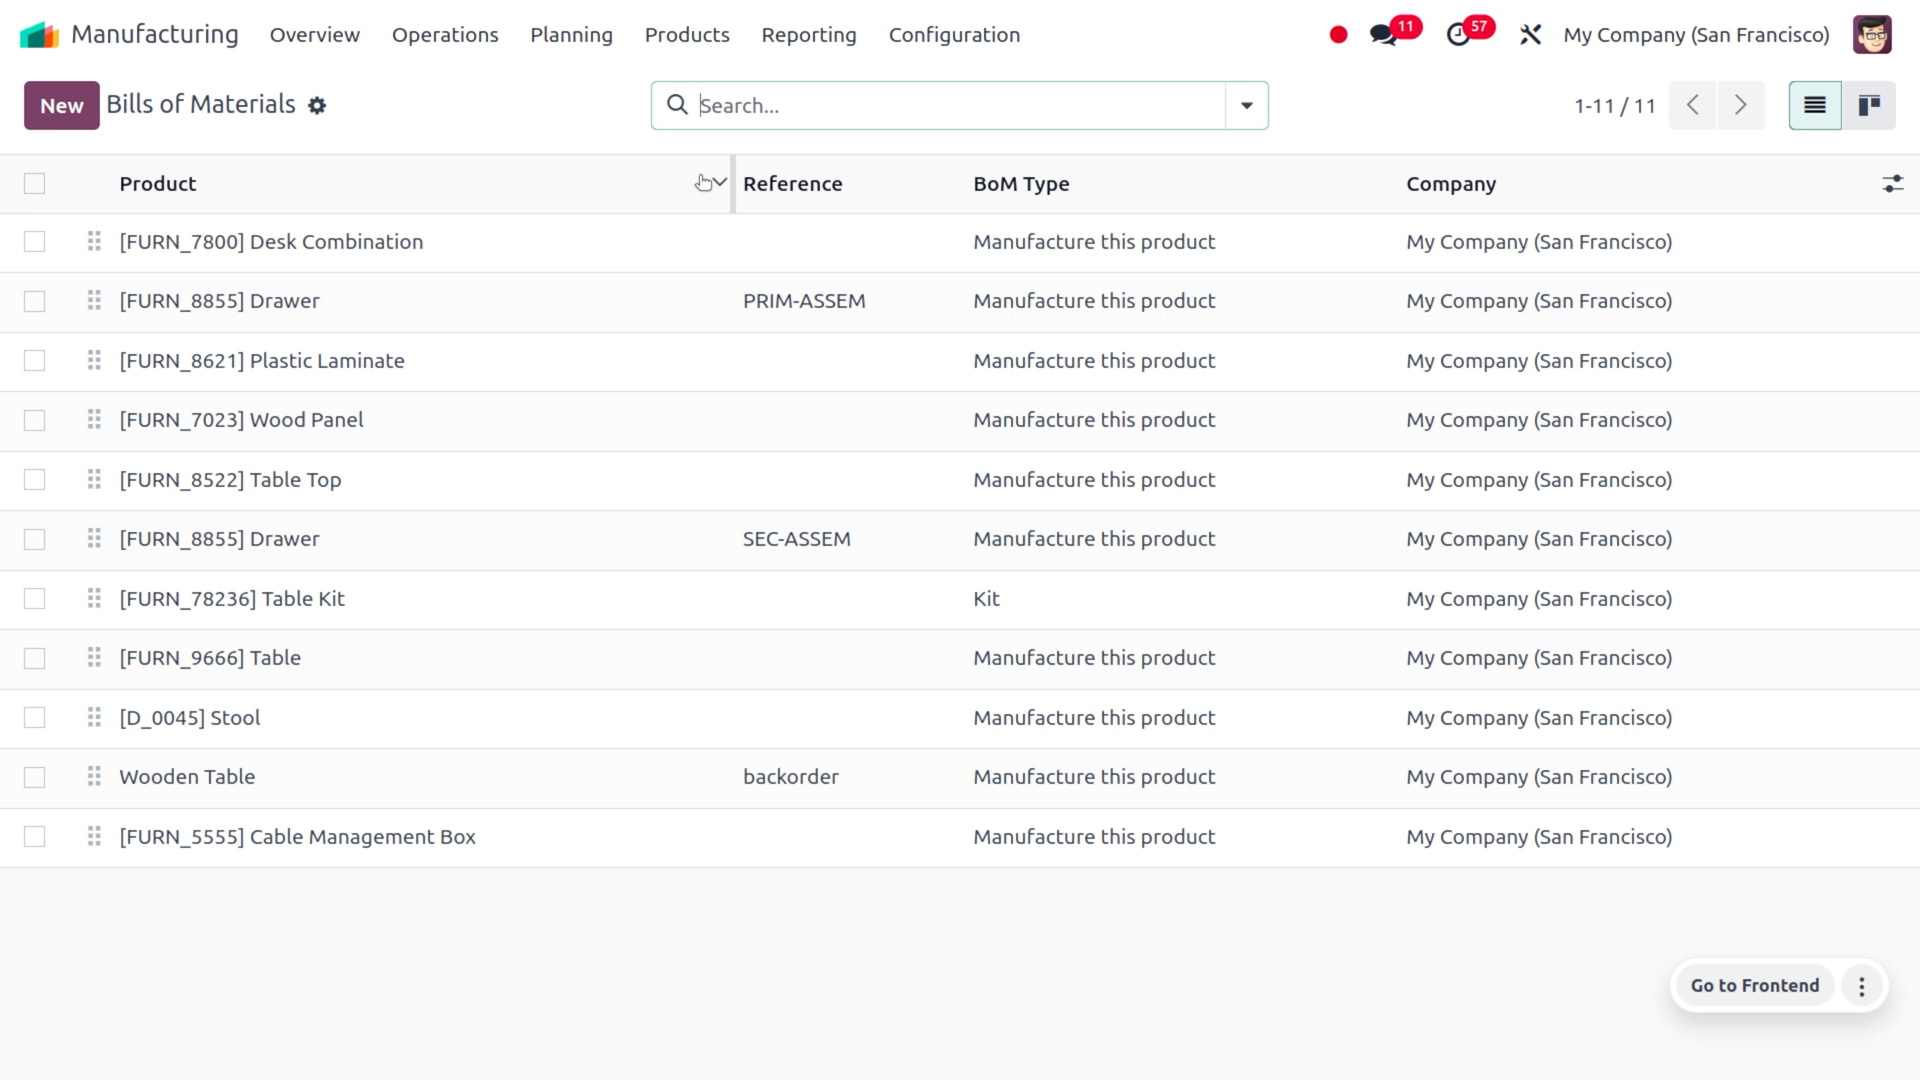 Manufacturing Overview Operations Planning Products Reporting Configuration 11 57 My Company (San Francisco)
New Bills of Materials Search... 1-11 / 11
Product Reference BoM Type Company
[FURN_7800] Desk Combination Manufacture this product My Company (San Francisco)
[FURN_8855] Drawer PRIM-ASSEM Manufacture this product My Company (San Francisco)
[FURN_8621] Plastic Laminate Manufacture this product My Company (San Francisco)
[FURN_7023] Wood Panel Manufacture this product My Company (San Francisco)
[FURN_8522] Table Top Manufacture this product My Company (San Francisco)
[FURN_8855] Drawer SEC-ASSEM Manufacture this product My Company (San Francisco)
[FURN_78236] Table Kit Kit My Company (San Francisco)
[FURN_9666] Table Manufacture this product My Company (San Francisco)
[D_0045] Stool Manufacture this product My Company (San Francisco)
Wooden Table backorder Manufacture this product My Company (San Francisco)
[FURN_5555] Cable Management Box Manufacture this product My Company (San Francisco)
Go to Frontend